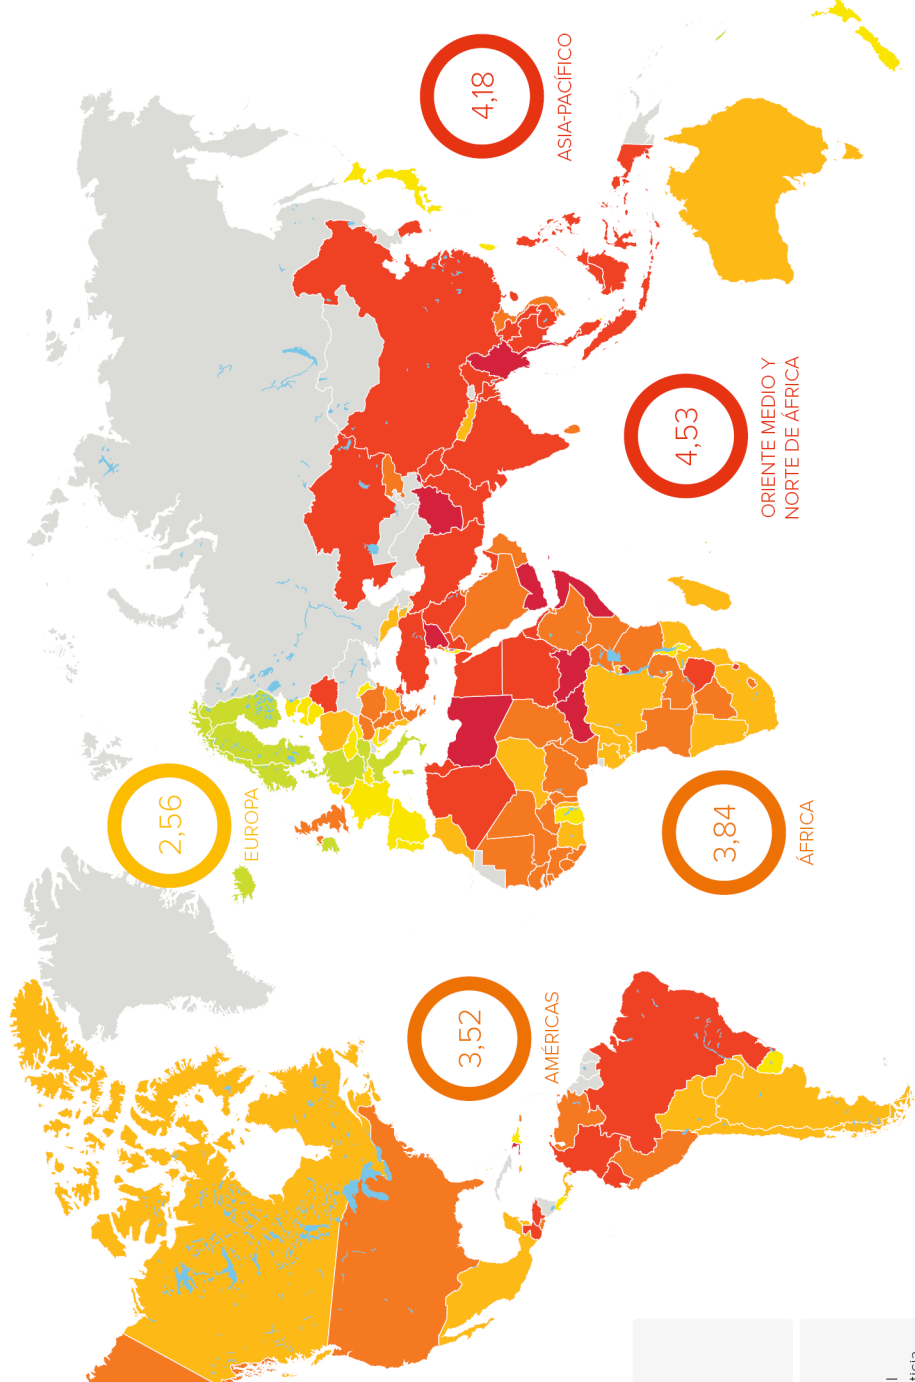 4,18
ASIA-PACÍFICO
4,53
ORIENTE MEDIO Y
NORTE DE ÁFRICA
2,56
EUROPA
3,84
ÁFRICA
3,52
AMÉRICAS